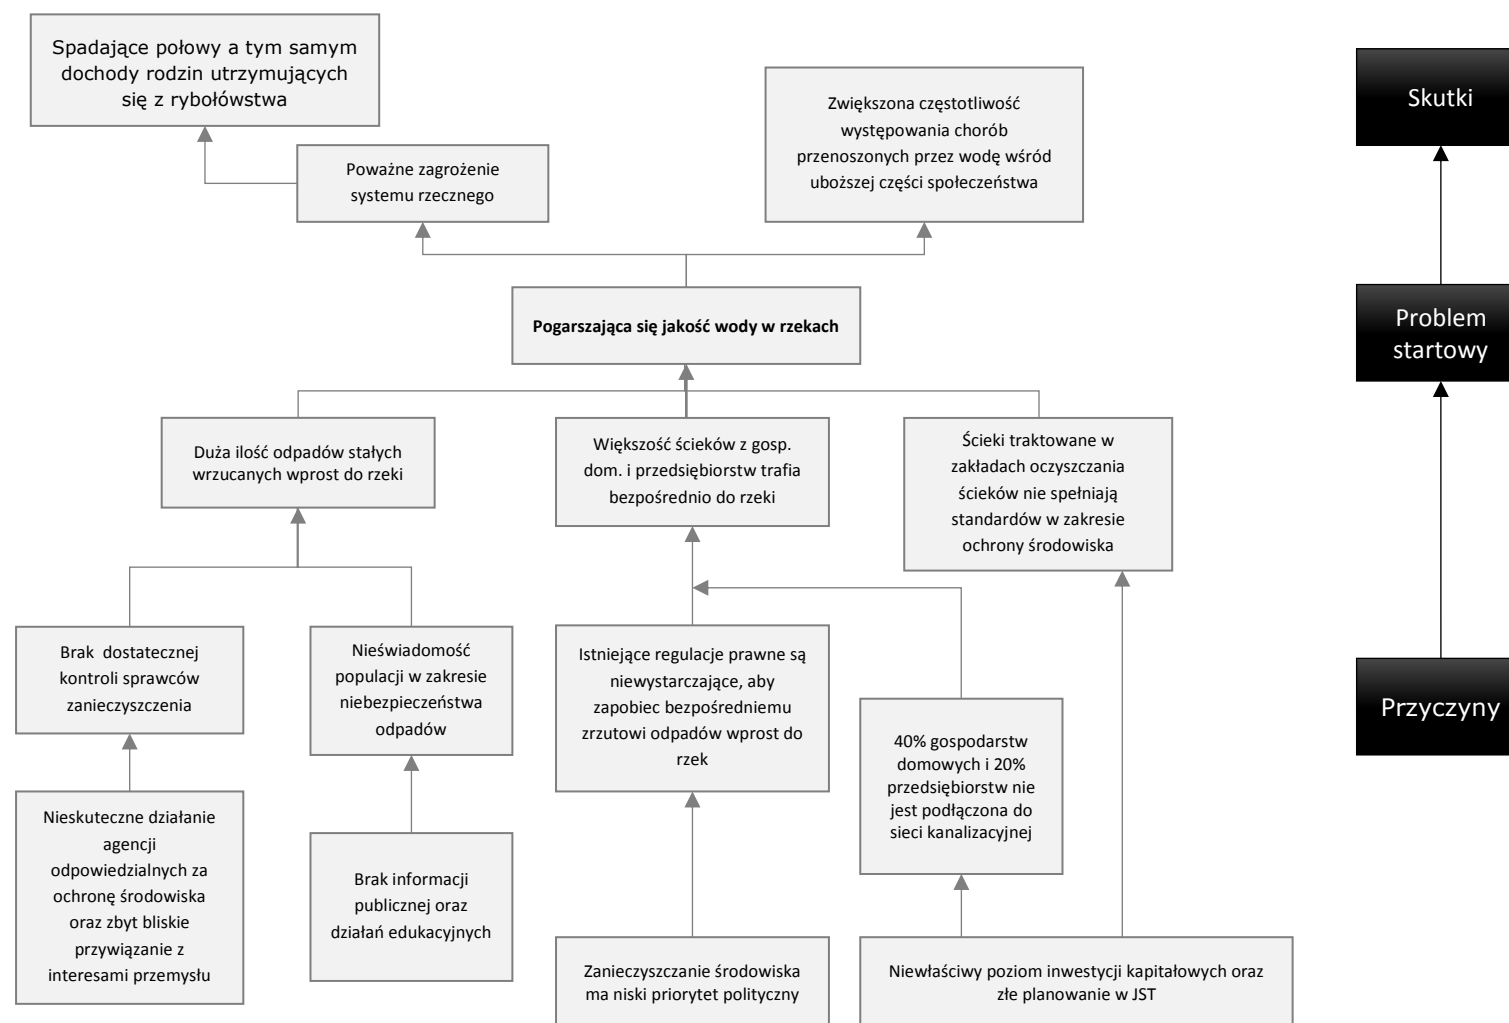 Spadające połowy a tym samym
dochody rodzin utrzymujących
się z rybołówstwa
Zwiększona częstotliwość
występowania chorób
przenoszonych przez wodę wśród
uboższej części społeczeństwa
Skutki
Poważne zagrożenie
systemu rzecznego
Pogarszająca się jakość wody w rzekach
Problem
startowy
Duża ilość odpadów stałych
wrzucanych wprost do rzeki
Większość ścieków z gosp.
dom. i przedsiębiorstw trafia
bezpośrednio do rzeki
Ścieki traktowane w
zakładach oczyszczania
ścieków nie spełniają
standardów w zakresie
ochrony środowiska
Brak  dostatecznej
kontroli sprawców
zanieczyszczenia
Nieświadomość
populacji w zakresie
niebezpieczeństwa
odpadów
Istniejące regulacje prawne są
niewystarczające, aby
zapobiec bezpośredniemu
zrzutowi odpadów wprost do
rzek
40% gospodarstw
domowych i 20%
przedsiębiorstw nie
jest podłączona do
sieci kanalizacyjnej
Przyczyny
Nieskuteczne działanie
agencji
odpowiedzialnych za
ochronę środowiska
oraz zbyt bliskie
przywiązanie z
interesami przemysłu
Brak informacji
publicznej oraz
działań edukacyjnych
Zanieczyszczanie środowiska
ma niski priorytet polityczny
Niewłaściwy poziom inwestycji kapitałowych oraz
złe planowanie w JST